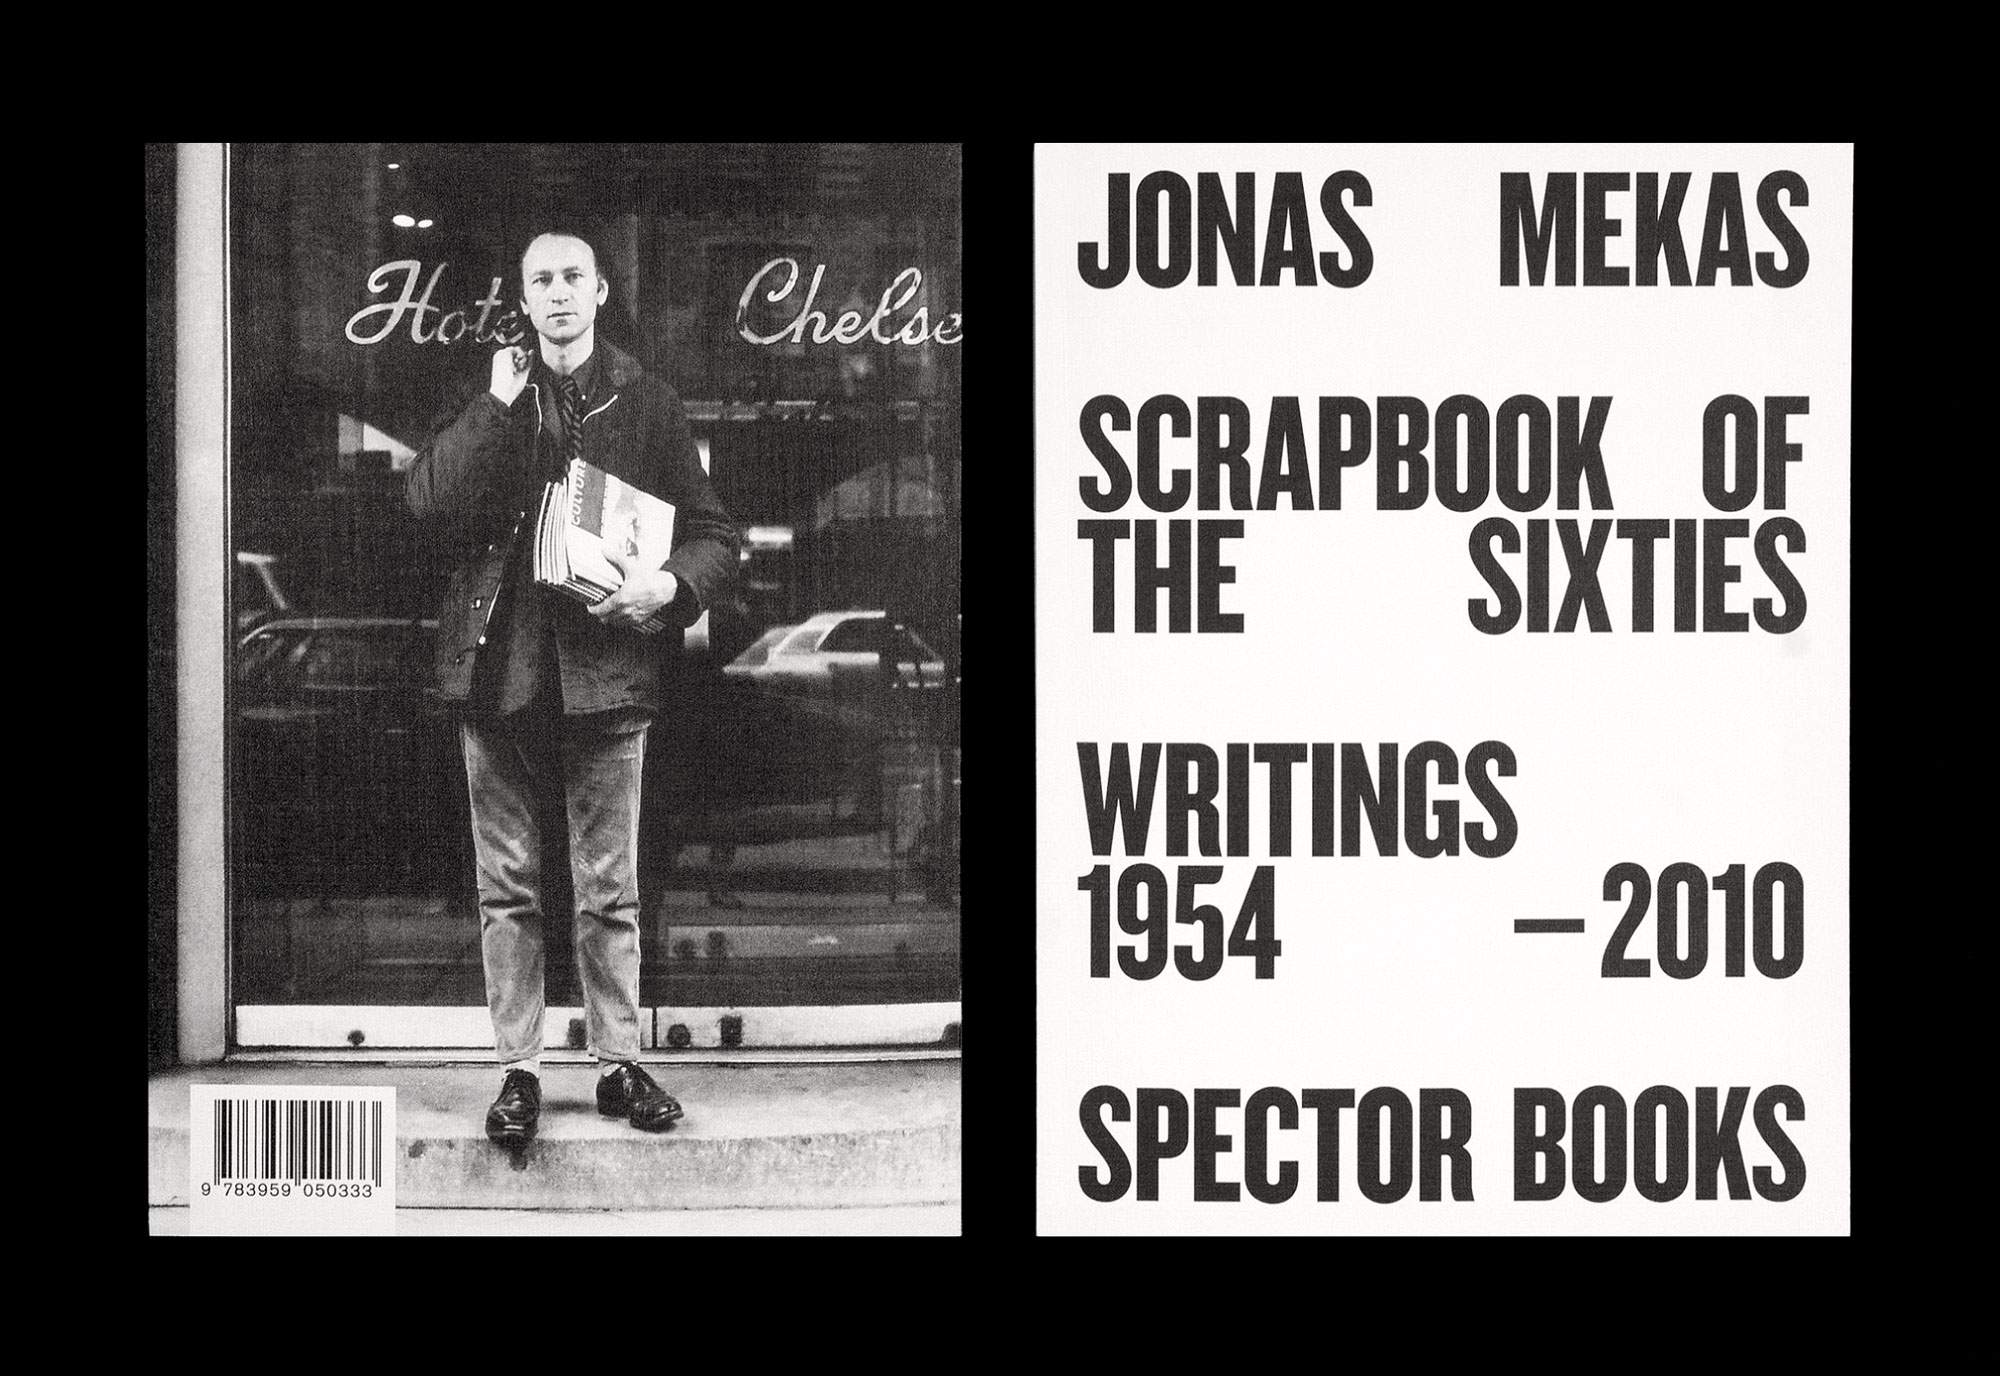 Hote
Chelse
CULTURE
9 783959 050333
JONAS MEKAS
SCRAPBOOK OF
THE SIXTIES
WRITINGS
1954 —2010
SPECTOR BOOKS